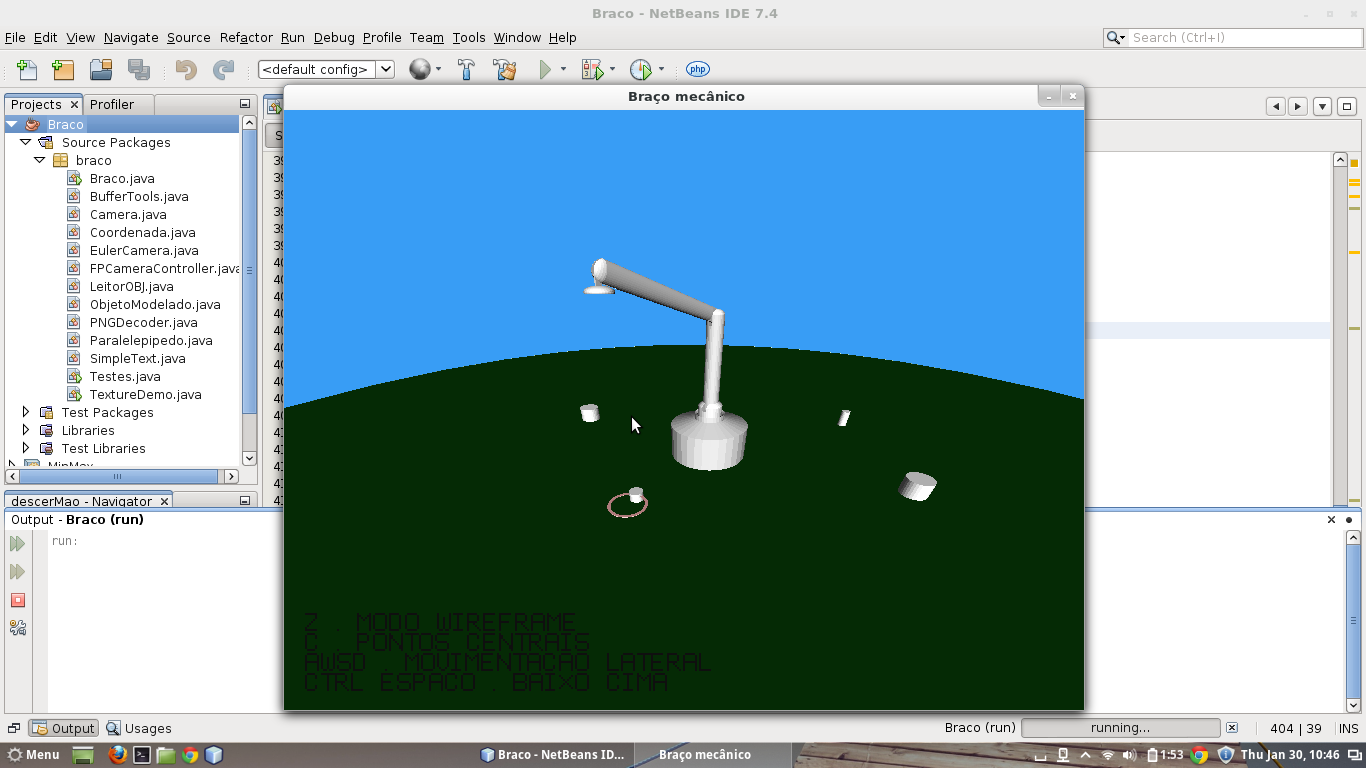 Braco - NetBeans IDE 7.4
File Edit View Navigate Source Refactor Run Debug Profile Team Tools Window Help
Search (Ctrl+I)
<default config>
php
Projects
Profiler
Braço mecânico
Braco
Source Packages
braco
Braco.java
BufferTools.java
Camera.java
Coordenada.java
EulerCamera.java
FPCameraController.java
LeitorOBJ.java
ObjetoModelado.java
PNGDecoder.java
Paralelepipedo.java
SimpleText.java
Testes.java
TextureDemo.java
Test Packages
Libraries
Test Libraries
MinMax
descerMao - Navigator
Output - Braco (run)
run:
Z . MODO WIREFRAME
C . PONTOS CENTRAIS
AWSD . MOVIMENTAÇÃO LATERAL
CTRL ESPACO . BAIXO CIMA
Output
Usages
Braco (run)
running...
404 | 39
INS
Menu
Braco - NetBeans ID...
Braço mecânico
1:53
Thu Jan 30, 10:46